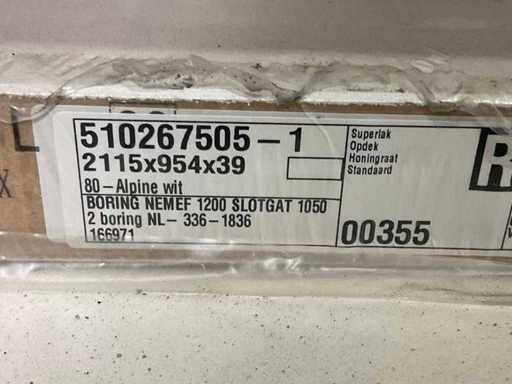 L
510267505-1
2115x954x39
80-Alpine wit
BORING NEMEF 1200 SLOTGAT 1050
2 boring NL-336-1836
166971
Superlak
Opdek
Honingraat
Standaard
00355
R
X